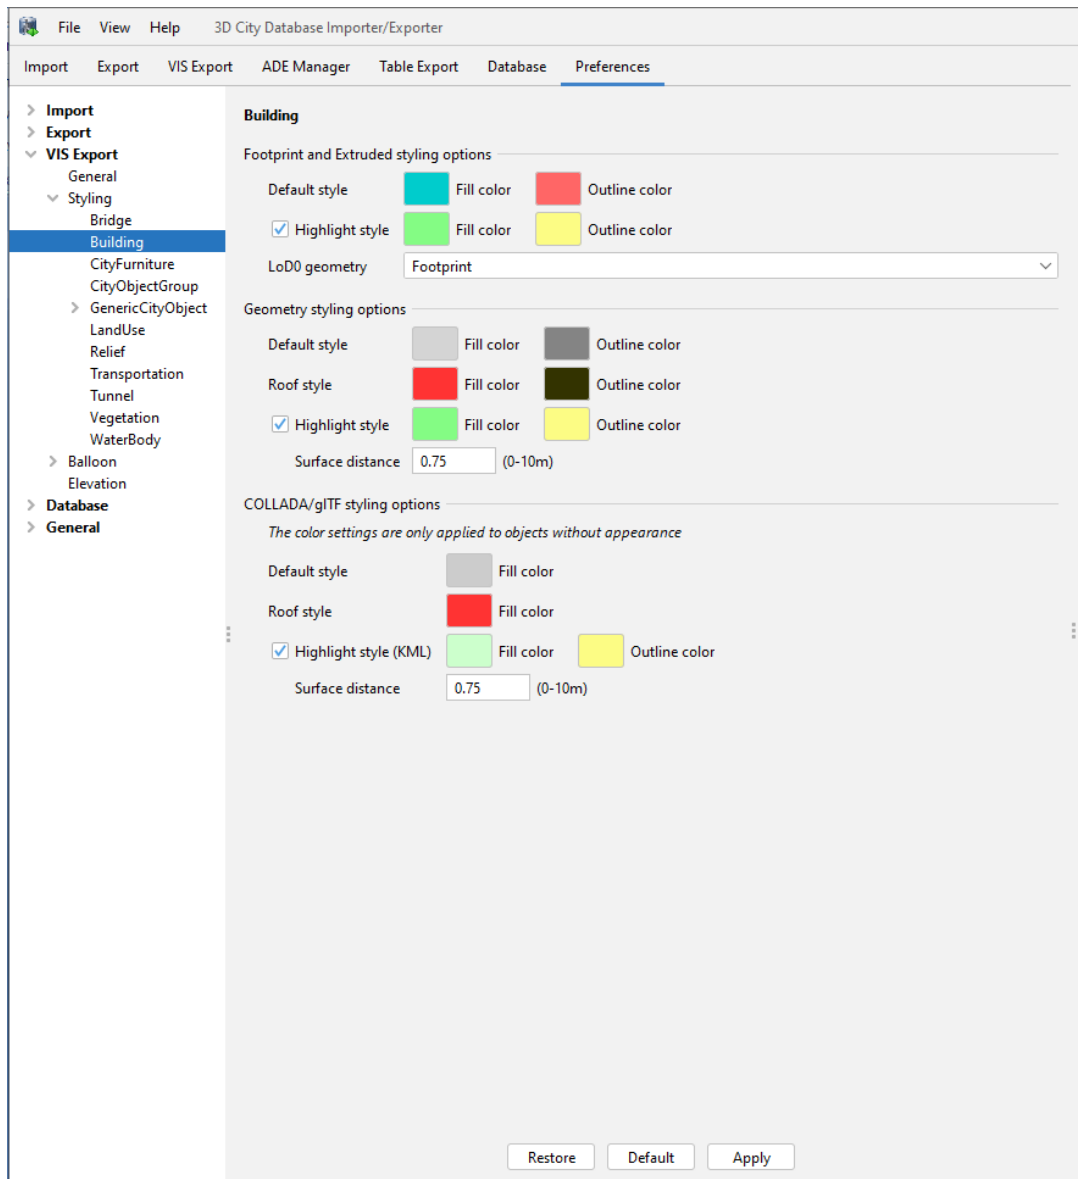 File View Help 3D City Database Importer/Exporter
Import Export VIS Export ADE Manager Table Export Database Preferences
Import
Export
VIS Export
General
Styling
Bridge
Building
CityFurniture
CityObjectGroup
GenericCityObject
LandUse
Relief
Transportation
Tunnel
Vegetation
WaterBody
Balloon
Elevation
Database
General
Building
Footprint and Extruded styling options
Default style Fill color Outline color
Highlight style Fill color Outline color
LoD0 geometry Footprint
Geometry styling options
Default style Fill color Outline color
Roof style Fill color Outline color
Highlight style Fill color Outline color
Surface distance 0.75 (0-10m)
COLLADA/glTF styling options
The color settings are only applied to objects without appearance
Default style Fill color
Roof style Fill color
Highlight style (KML) Fill color Outline color
Surface distance 0.75 (0-10m)
Restore Default Apply